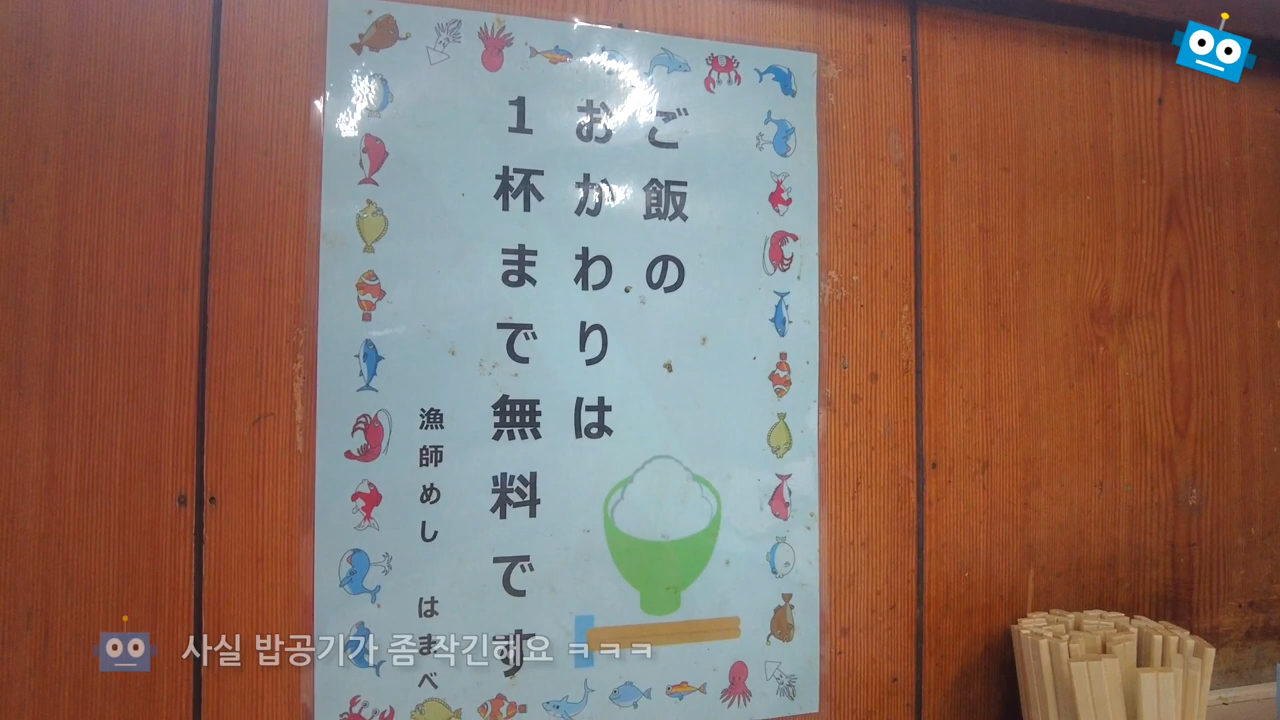 ご飯の
おかわりは
1杯まで無料です
漁師めし はまべ
사실 밥공기가 좀 작긴해요 ㅋㅋㅋ